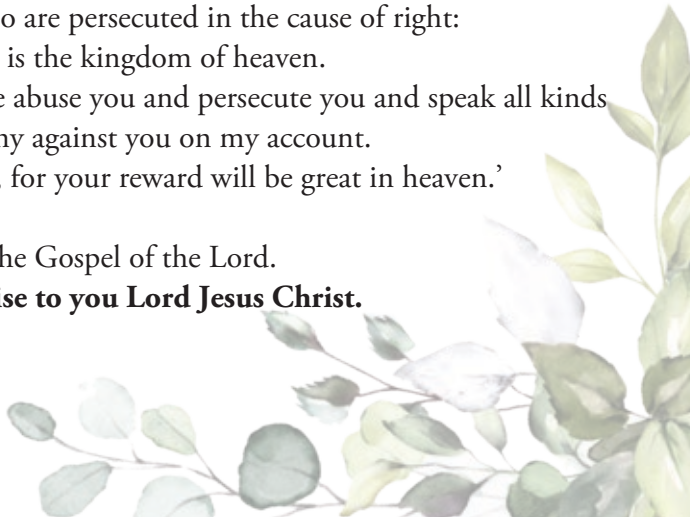 o are persecuted in the cause of right:
is the kingdom of heaven.
e abuse you and persecute you and speak all kinds
ny against you on my account.
, for your reward will be great in heaven.’
he Gospel of the Lord.
ise to you Lord Jesus Christ.